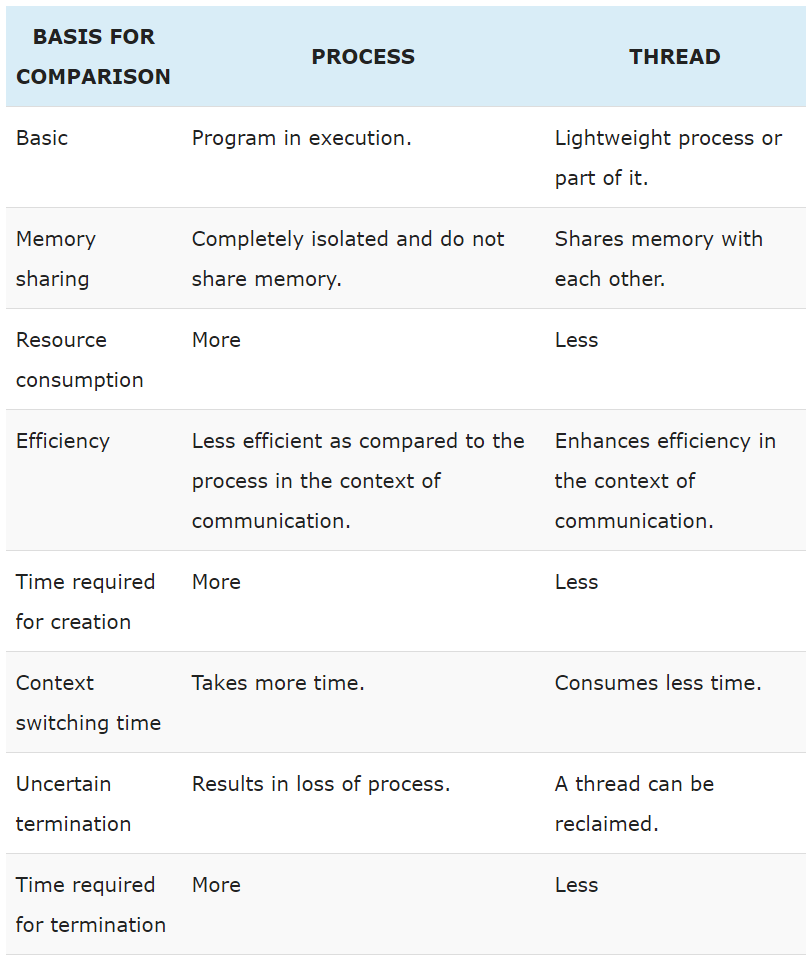 BASIS FOR
COMPARISON
PROCESS
THREAD
Basic
Program in execution.
Lightweight process or
part of it.
Memory
sharing
Completely isolated and do not
share memory.
Shares memory with
each other.
Resource
consumption
More
Less
Efficiency
Less efficient as compared to the
process in the context of
communication.
Enhances efficiency in
the context of
communication.
Time required
for creation
More
Less
Context
switching time
Takes more time.
Consumes less time.
Uncertain
termination
Results in loss of process.
A thread can be
reclaimed.
Time required
for termination
More
Less